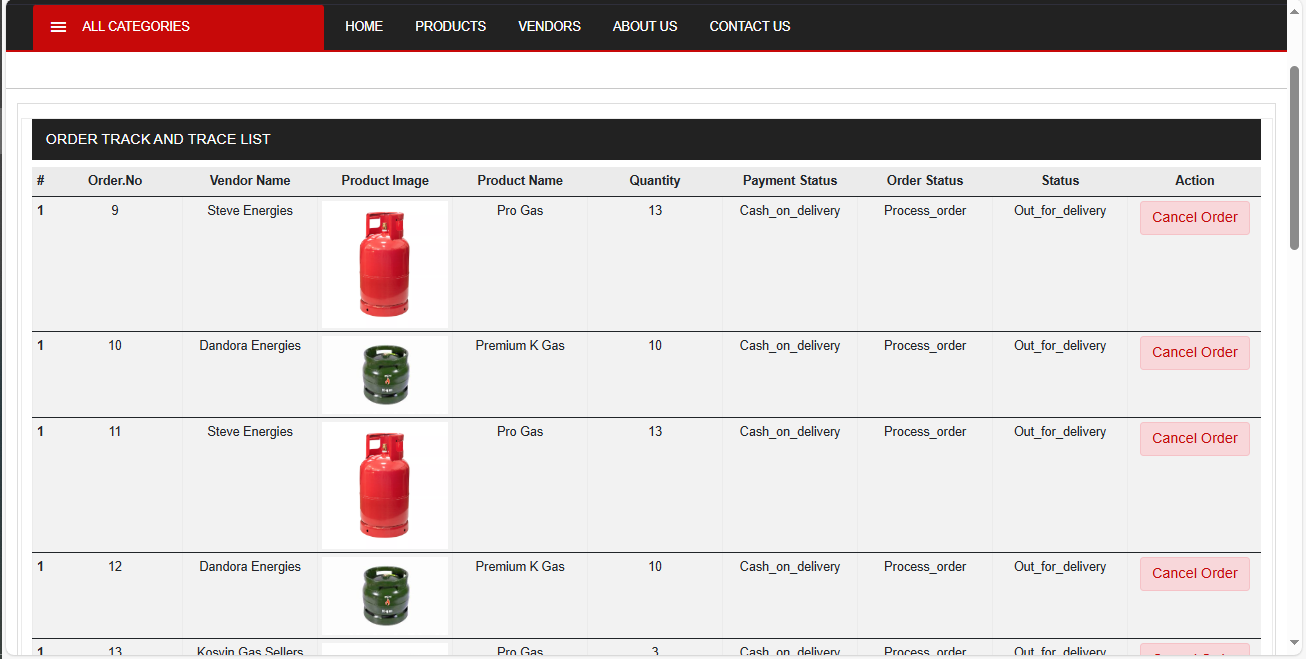 ALL CATEGORIES HOME PRODUCTS VENDORS ABOUT US CONTACT US
ORDER TRACK AND TRACE LIST
# Order.No Vendor Name Product Image Product Name Quantity Payment Status Order Status Status Action
1 9 Steve Energies Pro Gas 13 Cash_on_delivery Process_order Out_for_delivery Cancel Order
1 10 Dandora Energies Premium K Gas 10 Cash_on_delivery Process_order Out_for_delivery Cancel Order
1 11 Steve Energies Pro Gas 13 Cash_on_delivery Process_order Out_for_delivery Cancel Order
1 12 Dandora Energies Premium K Gas 10 Cash_on_delivery Process_order Out_for_delivery Cancel Order
1 13 Kosvin Gas Sellers Pro Gas 3 Cash_on_delivery Process_order Out_for_delivery Cancel Order